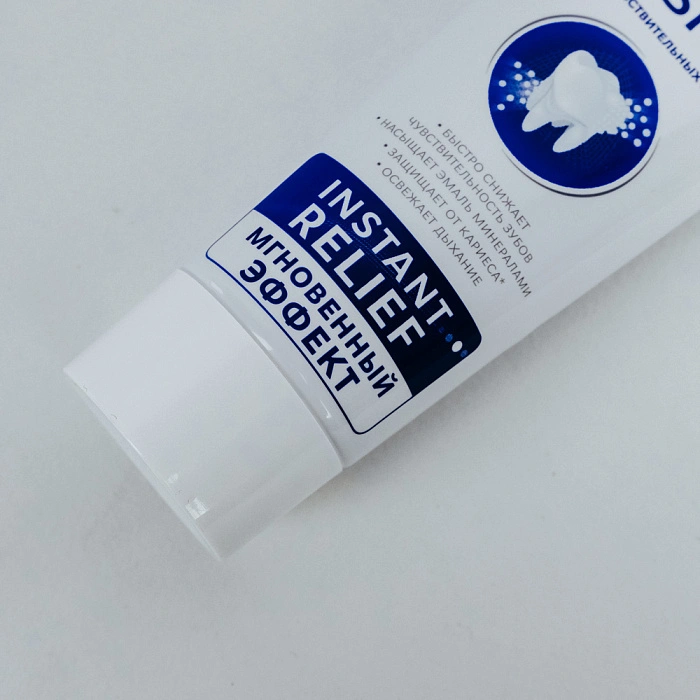 • БЫСТРО СНИЖАЕТ
ЧУВСТВИТЕЛЬНОСТЬ ЗУБОВ
• НАСЫЩАЕТ ЭМАЛЬ МИНЕРАЛАМИ
• ЗАЩИЩАЕТ ОТ КАРИЕСА*
• ОСВЕЖАЕТ ДЫХАНИЕ
INSTANT
RELIEF
МГНОВЕННЫЙ
ЭФФЕКТ